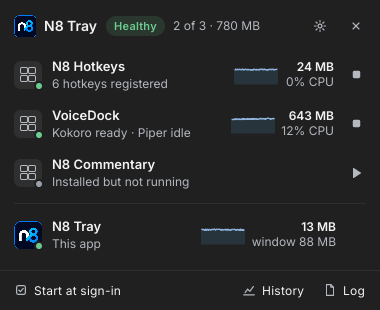 n8 N8 Tray Healthy 2 of 3 · 780 MB
N8 Hotkeys 24 MB
6 hotkeys registered 0% CPU
VoiceDock 643 MB
Kokoro ready · Piper idle 12% CPU
N8 Commentary
Installed but not running
n8 N8 Tray 13 MB
This app window 88 MB
Start at sign-in History Log